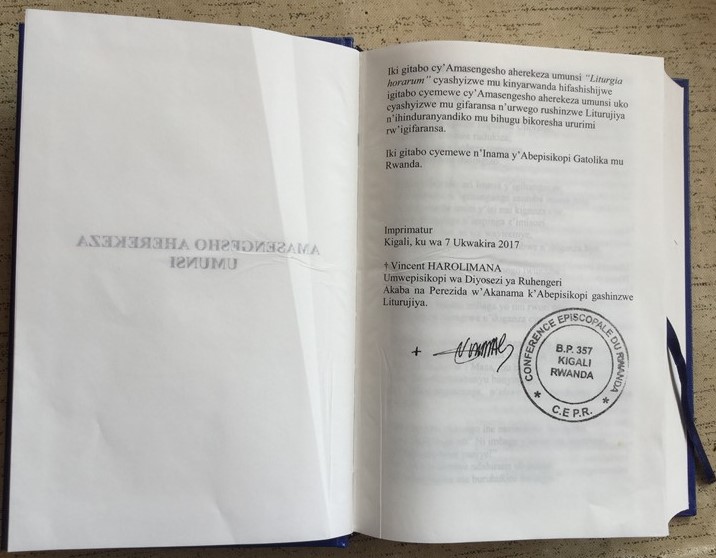 AMASENGESHO AHEREKEZA
UMUNSI
Iki gitabo cy'Amasengesho aherekeza umunsi "Liturgia
horarum" cyashyizwe mu kinyarwanda hifashishijwe
igitabo cyemewe cy'Amasengesho aherekeza umunsi uko
cyashyizwe mu gifaransa n'urwego rushinzwe Liturujiya
n'ihinduranyandiko mu bihugu bikoresha ururimi
rw'igifaransa.
Iki gitabo cyemewe n'Inama y'Abepisikopi Gatolika mu
Rwanda.
Imprimatur
Kigali, ku wa 7 Ukwakira 2017
† Vincent HAROLIMANA
Umwepisikopi wa Diyosezi ya Ruhengeri
Akaba na Perezida w'Akanama k'Abepisikopi gashinzwe
Liturujiya.
CONFERENCE EPISCOPALE DU RWANDA
B.P. 357
KIGALI
RWANDA
* C.E.P.R. *